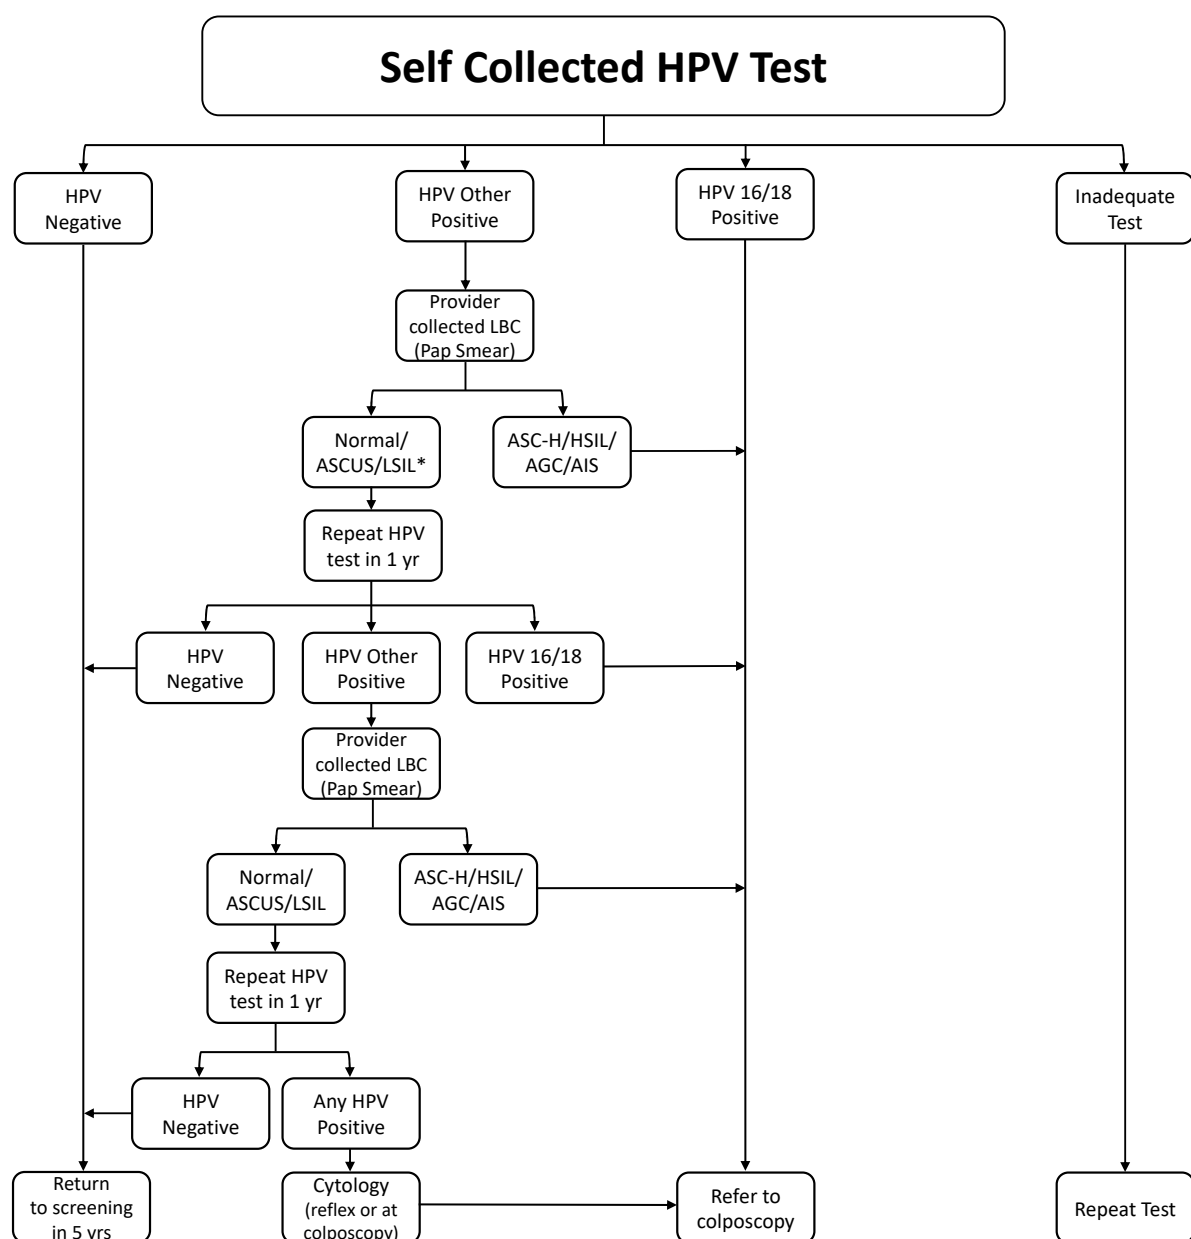 Self Collected HPV Test
HPV
Negative
HPV Other
Positive
HPV 16/18
Positive
Inadequate
Test
Provider
collected LBC
(Pap Smear)
Normal/
ASCUS/LSIL*
ASC-H/HSIL/
AGC/AIS
Repeat HPV
test in 1 yr
HPV
Negative
HPV Other
Positive
HPV 16/18
Positive
Provider
collected LBC
(Pap Smear)
Normal/
ASCUS/LSIL
ASC-H/HSIL/
AGC/AIS
Repeat HPV
test in 1 yr
HPV
Negative
Any HPV
Positive
Return
to screening
in 5 yrs
Cytology
(reflex or at
colposcopy)
Refer to
colposcopy
Repeat Test